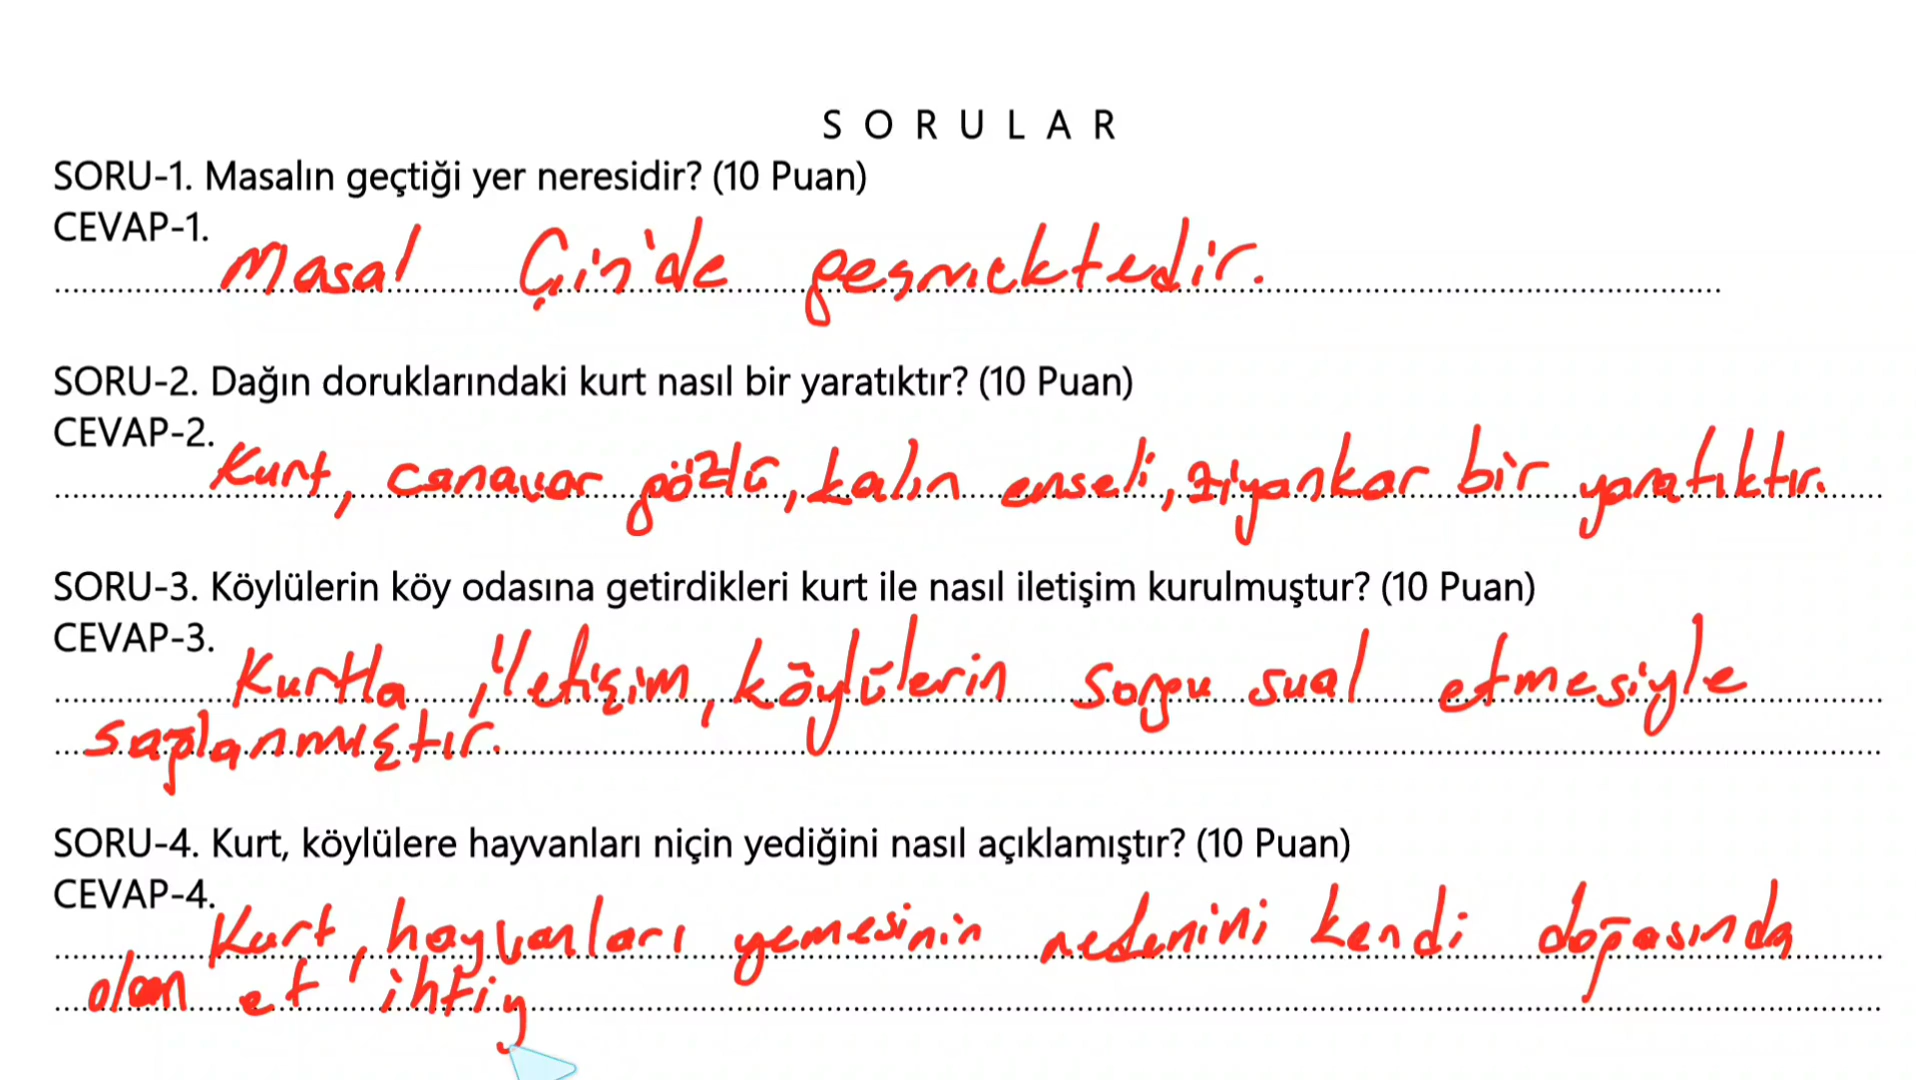 SORULAR
SORU-1. Masalın geçtiği yer neresidir? (10 Puan)
CEVAP-1.
Masal Çin'de geçmektedir.
SORU-2. Dağın doruklarındaki kurt nasıl bir yaratıktır? (10 Puan)
CEVAP-2.
Kurt, canavar gözlü, kalın enseli, ziyankar bir yaratıktır.
SORU-3. Köylülerin köy odasına getirdikleri kurt ile nasıl iletişim kurulmuştur? (10 Puan)
CEVAP-3.
Kurtla iletişim, köylülerin sorgu sual etmesiyle
sağlanmıştır.
SORU-4. Kurt, köylülere hayvanları niçin yediğini nasıl açıklamıştır? (10 Puan)
CEVAP-4.
Kurt, hayvanları yemesinin nedenini kendi doğasında
olan et ihtiy